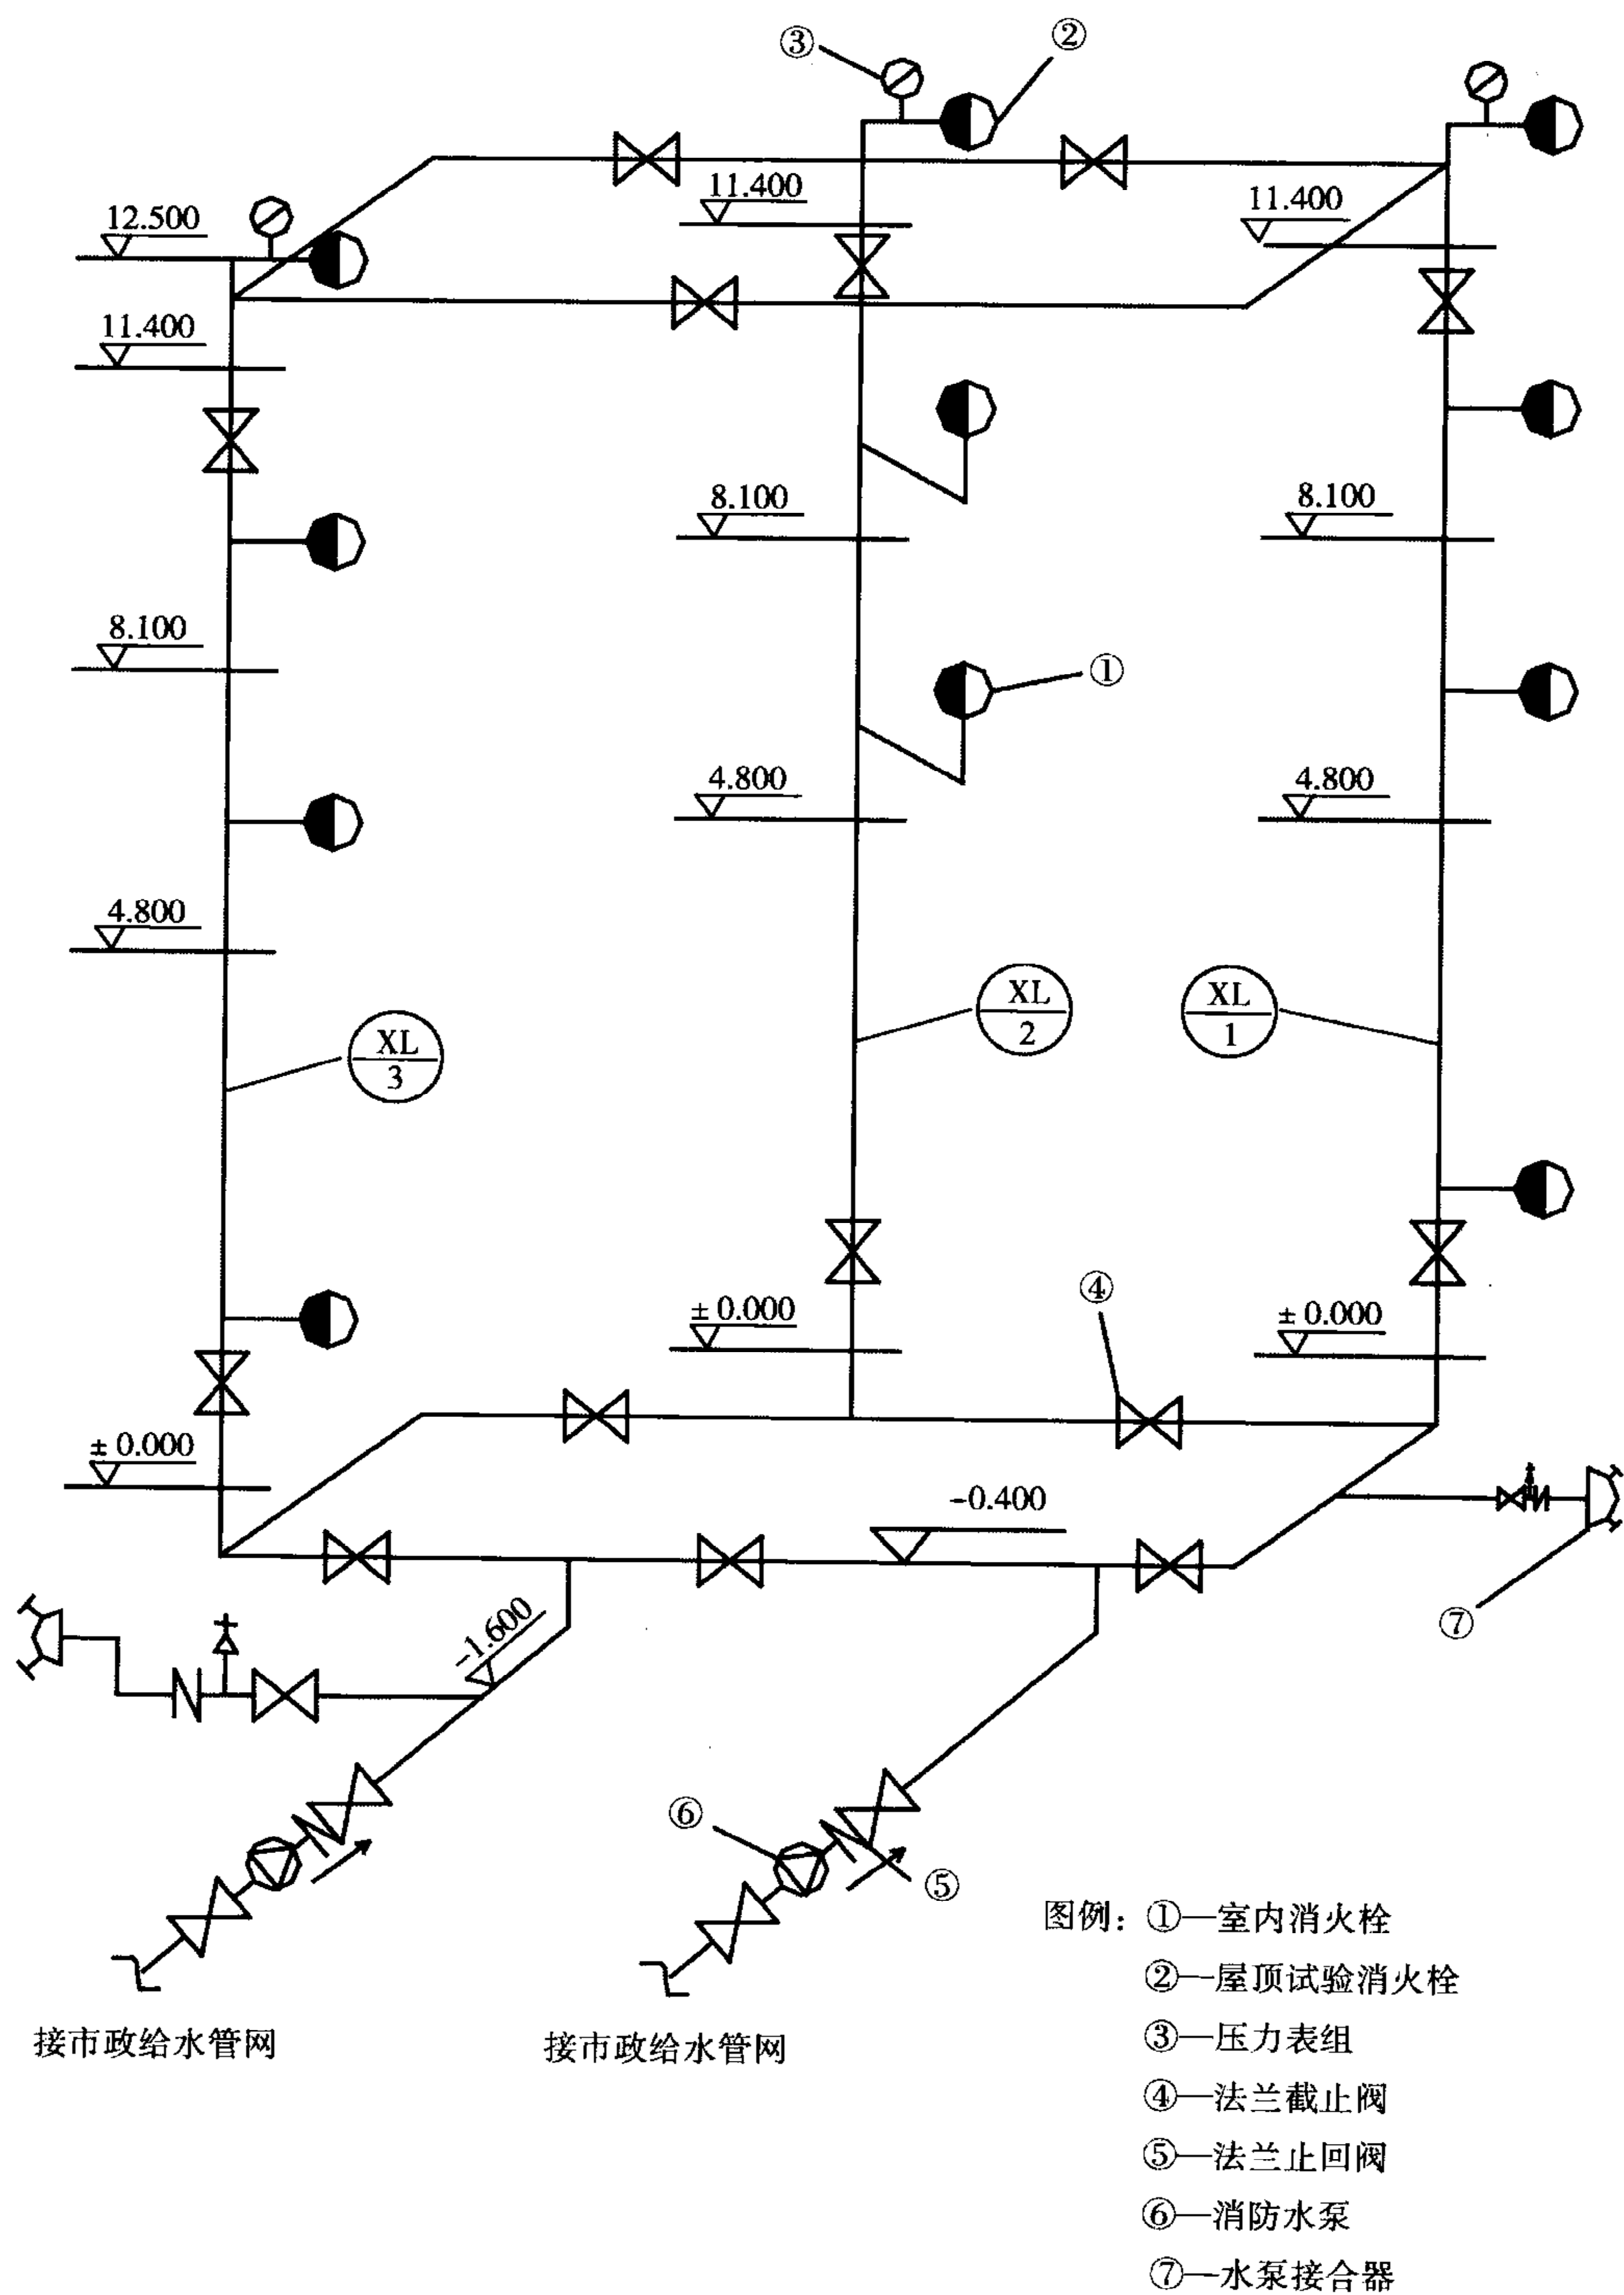 ③
②
11.400
11.400
12.500
11.400
8.100
8.100
8.100
①
4.800
4.800
4.800
XL
2
XL
1
XL
3
④
± 0.000
± 0.000
± 0.000
-0.400
-1.600
⑦
⑥
⑤
接市政给水管网
接市政给水管网
图例：①—室内消火栓
②—屋顶试验消火栓
③—压力表组
④—法兰截止阀
⑤—法兰止回阀
⑥—消防水泵
⑦—水泵接合器